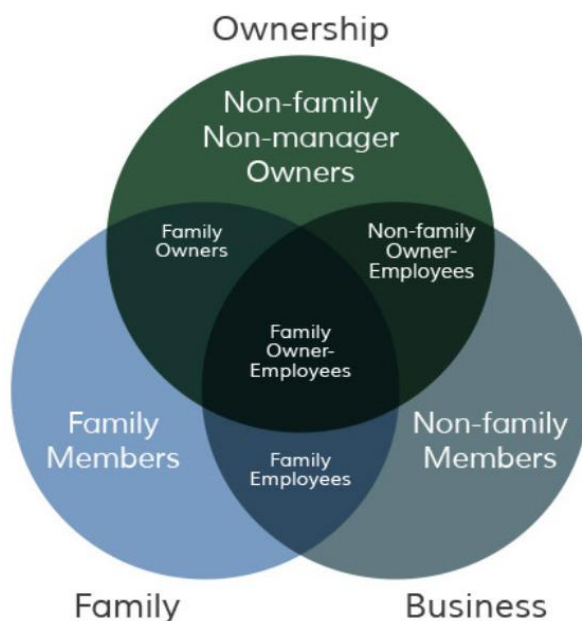 Ownership
Non-family
Non-manager
Owners
Family
Owners
Non-family
Owner-
Employees
Family
Owner-
Employees
Family
Members
Non-family
Members
Family
Employees
Family
Business